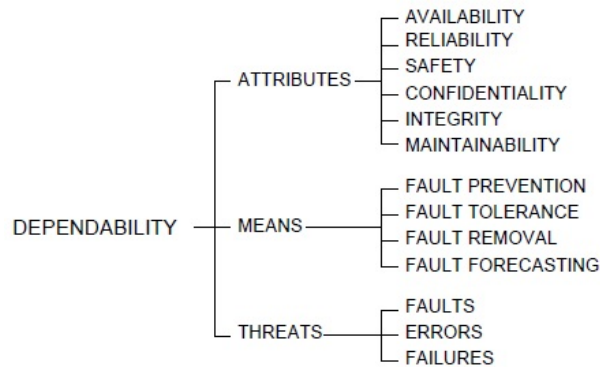 DEPENDABILITY
ATTRIBUTES
AVAILABILITY
RELIABILITY
SAFETY
CONFIDENTIALITY
INTEGRITY
MAINTAINABILITY
MEANS
FAULT PREVENTION
FAULT TOLERANCE
FAULT REMOVAL
FAULT FORECASTING
THREATS
FAULTS
ERRORS
FAILURES